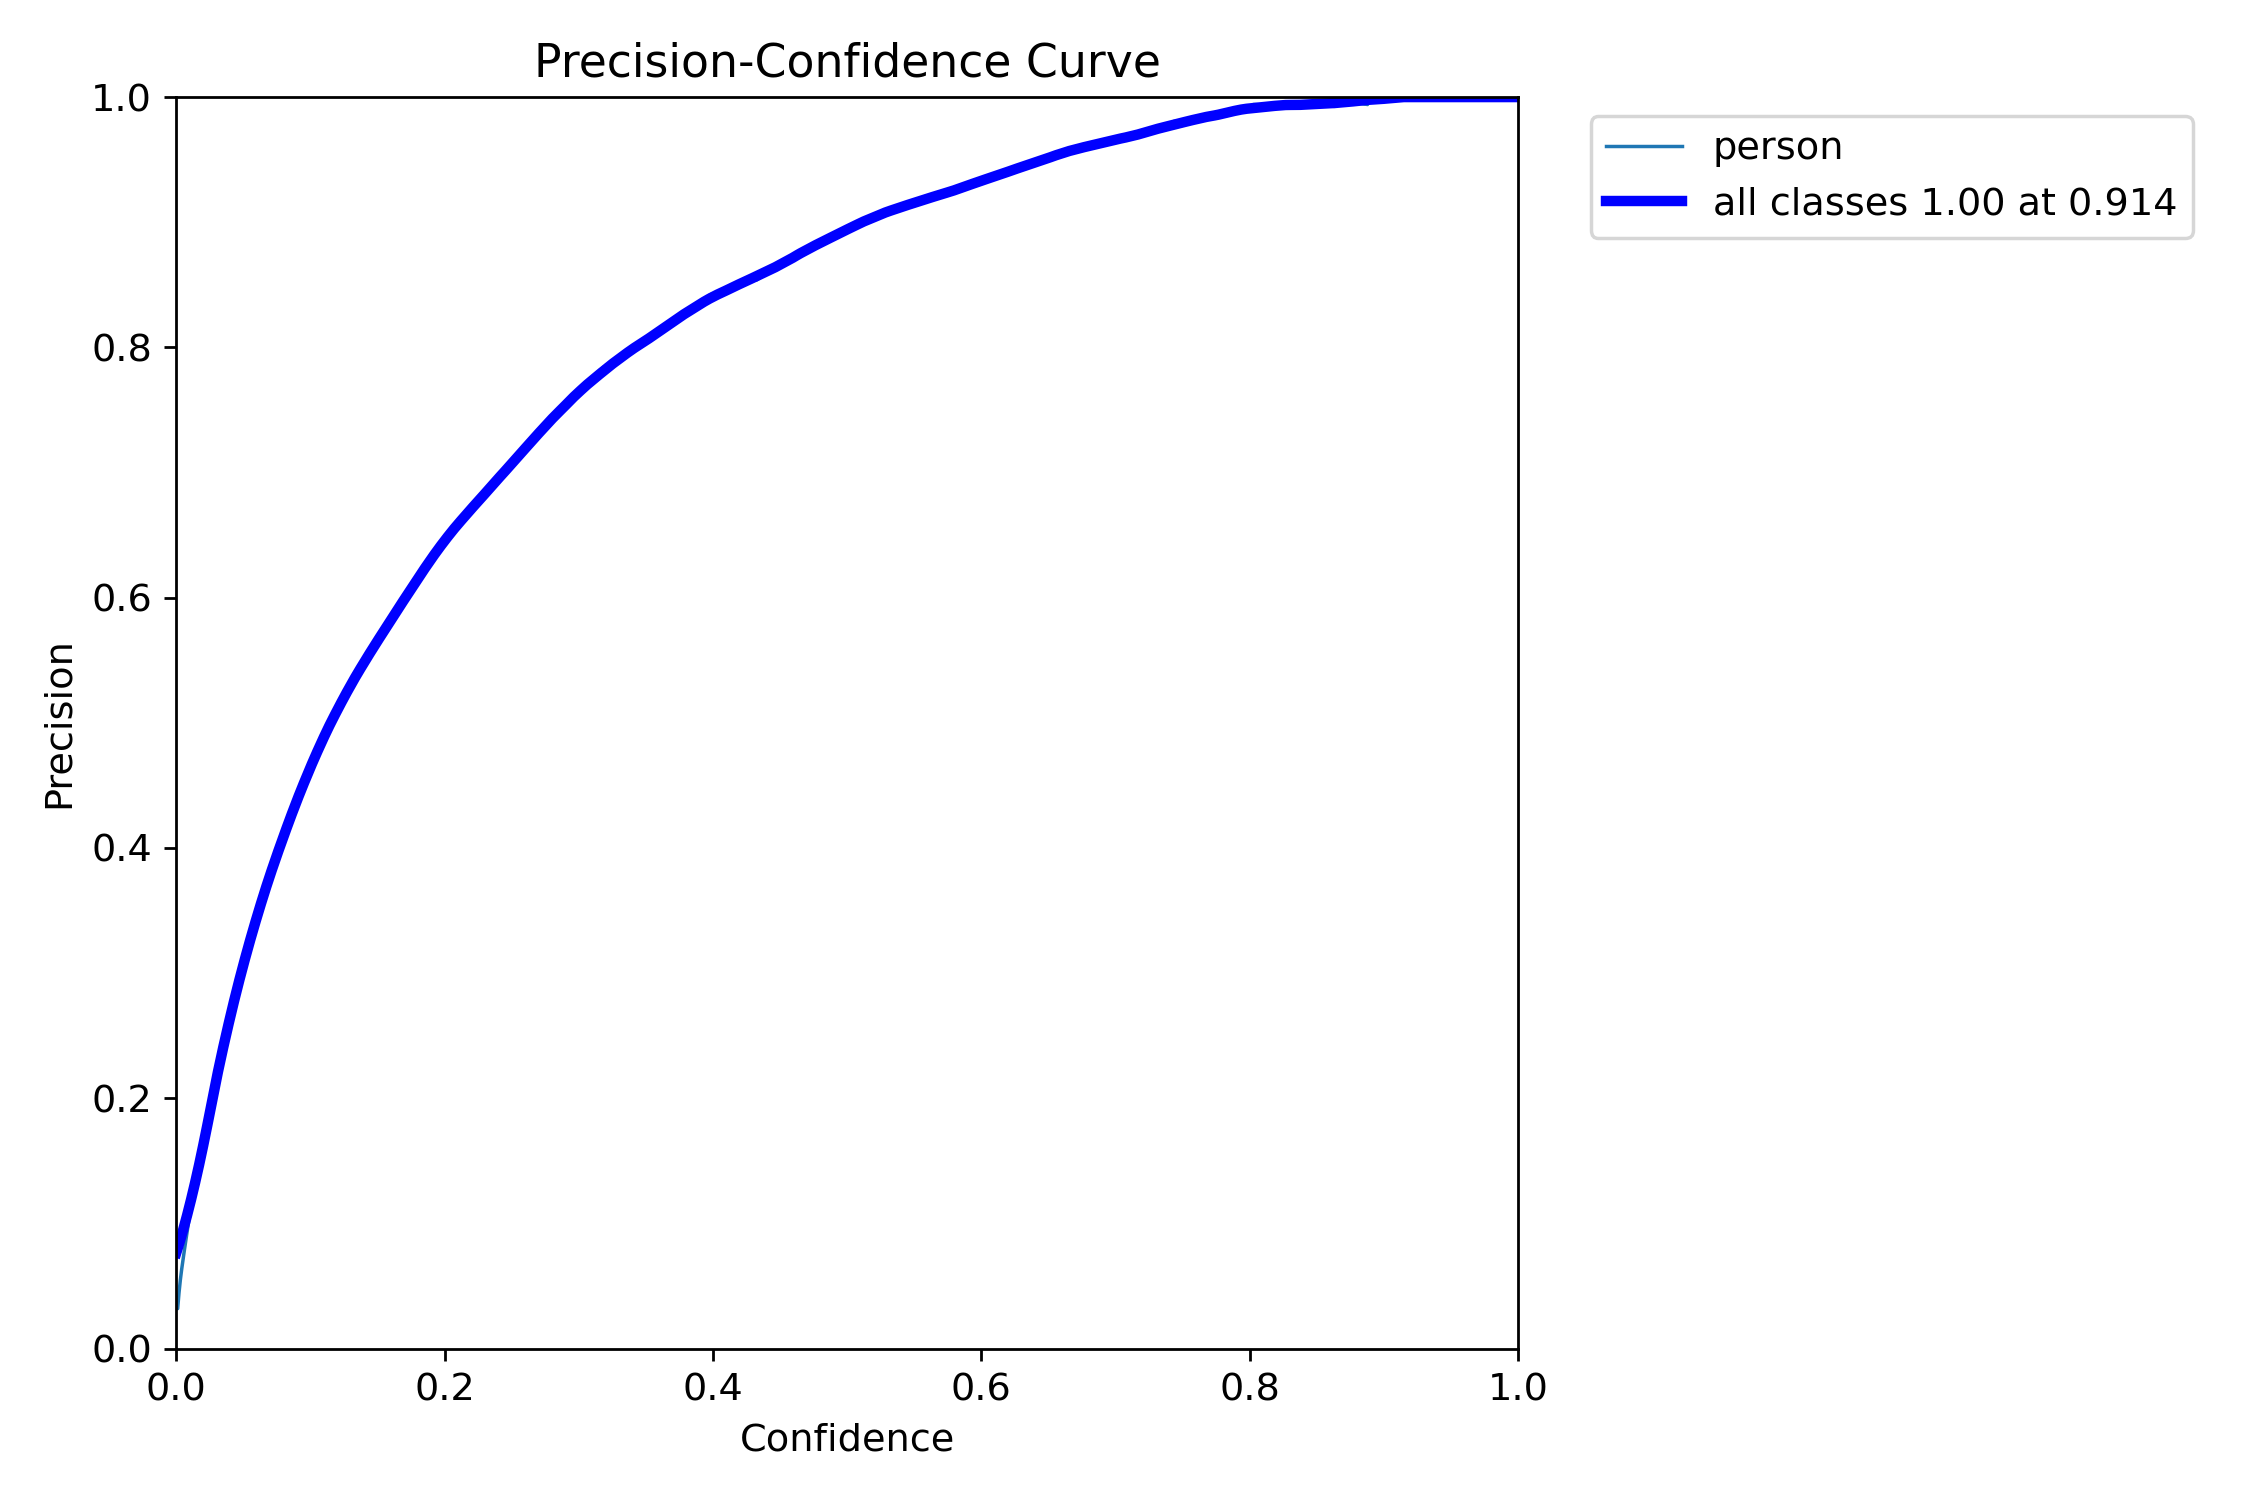 Precision-Confidence Curve
1.0
0.8
0.6
0.4
0.2
0.0
Precision
0.0 0.2 0.4 0.6 0.8 1.0
Confidence
person
all classes 1.00 at 0.914